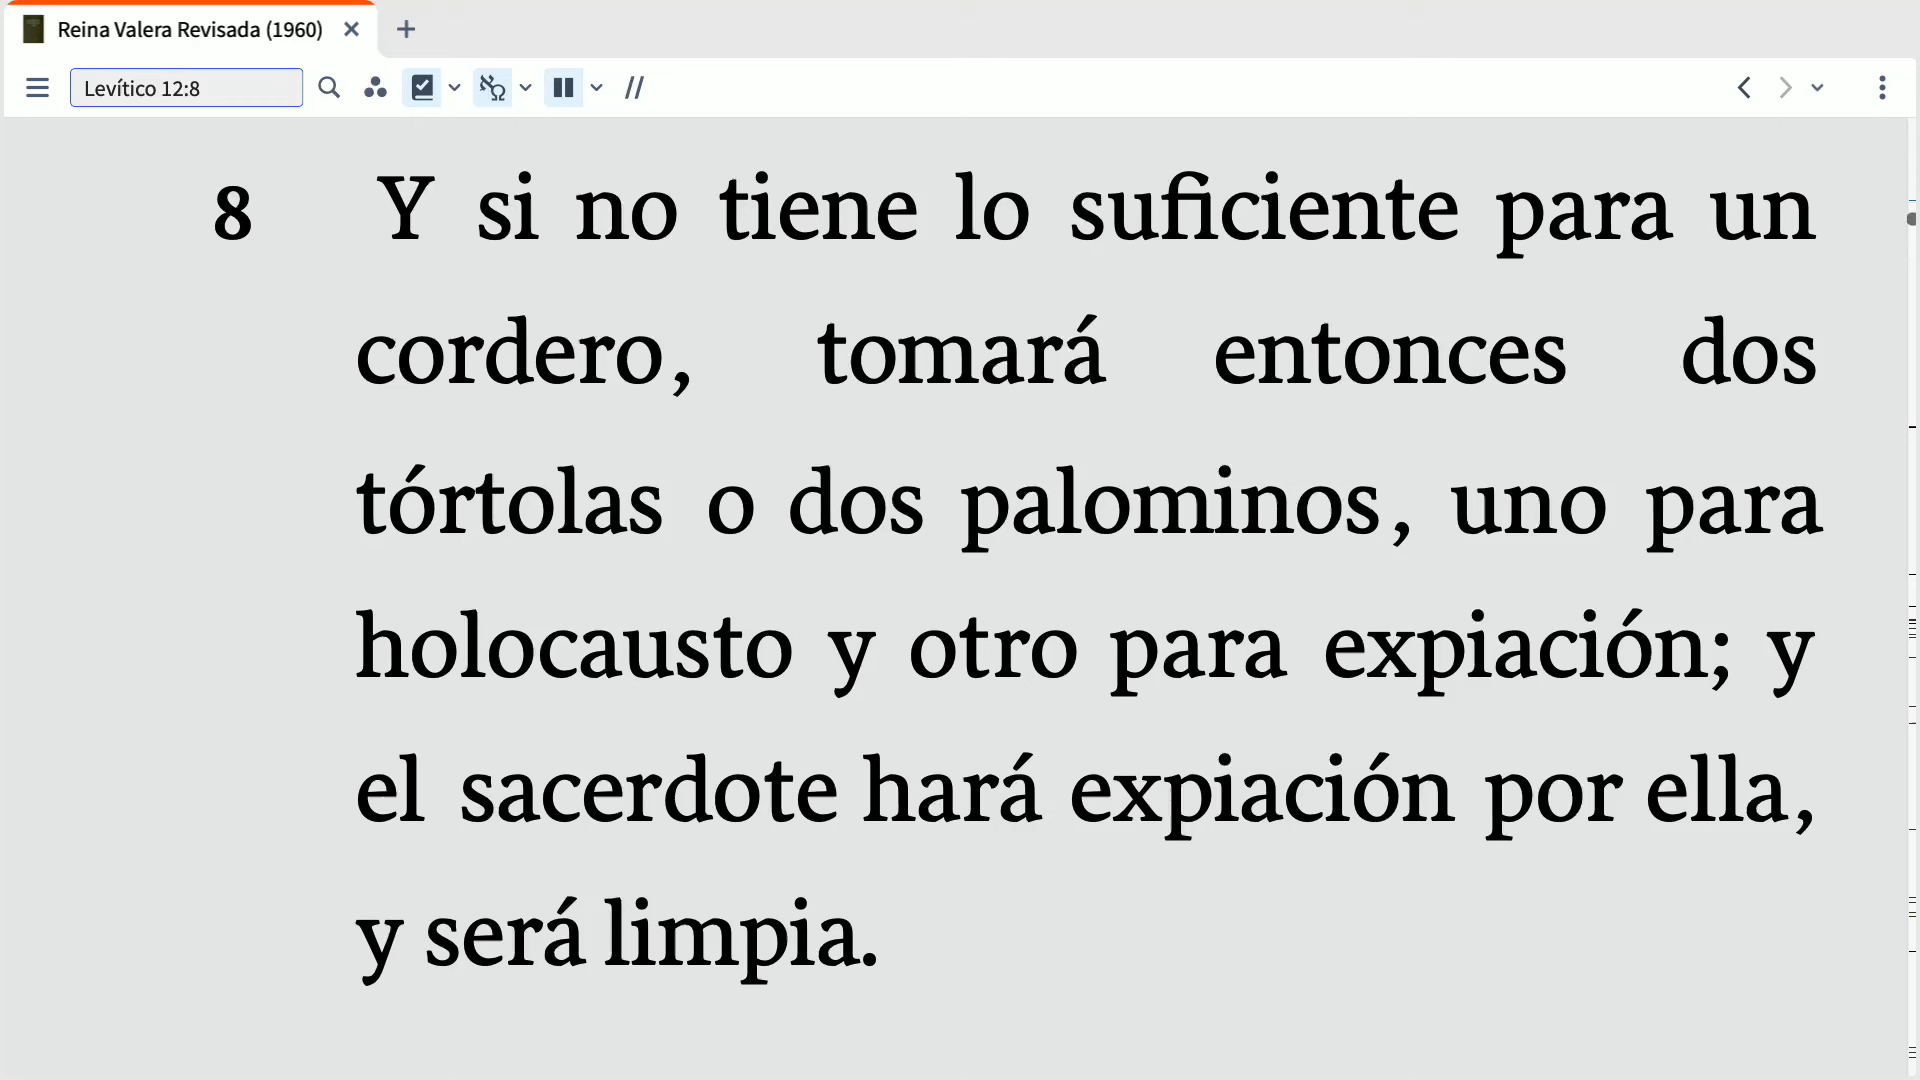 Reina Valera Revisada (1960)
Levítico 12:8
8 Y si no tiene lo suficiente para un
cordero, tomará entonces dos
tórtolas o dos palominos, uno para
holocausto y otro para expiación; y
el sacerdote hará expiación por ella,
y será limpia.